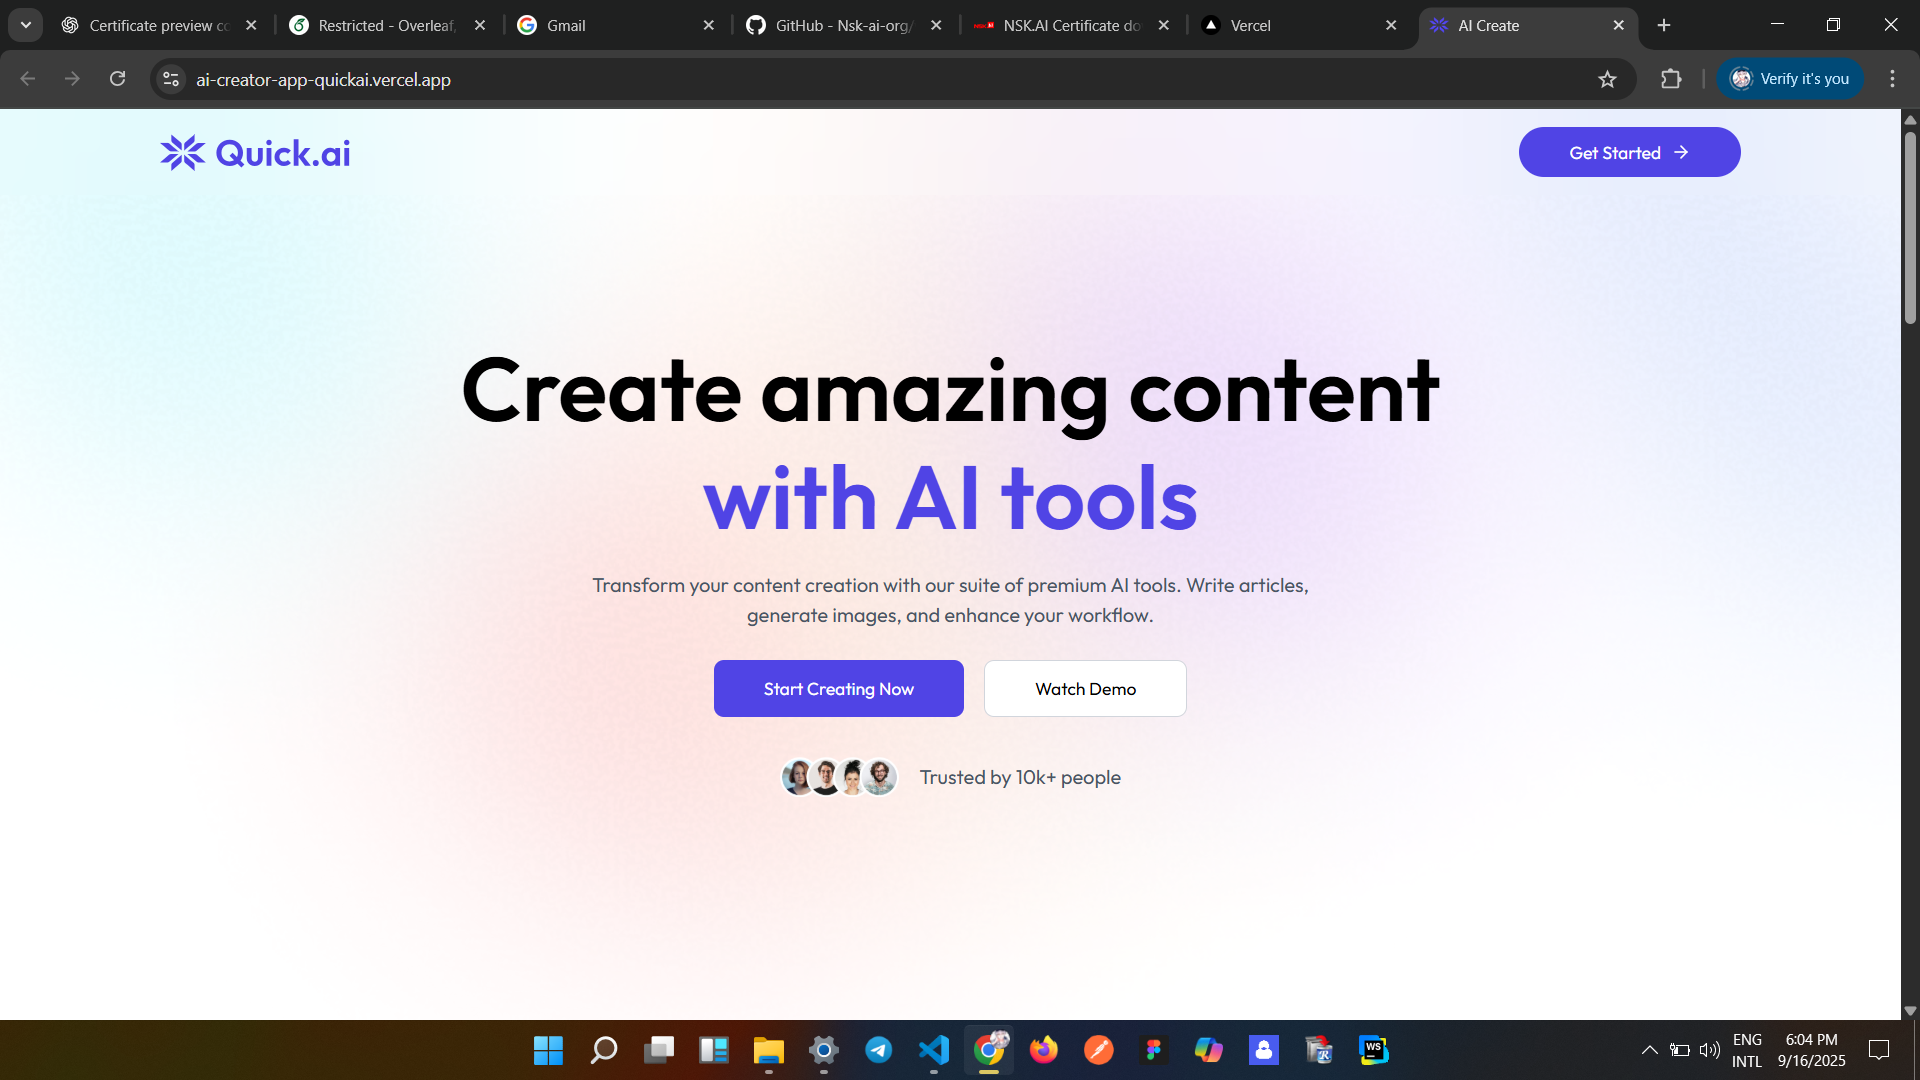 Certificate preview co
Restricted - Overleaf,
Gmail
GitHub - Nsk-ai-org/
NSK.AI Certificate do
Vercel
AI Create
ai-creator-app-quickai.vercel.app
Verify it's you
Quick.ai
Get Started
Create amazing content
with AI tools
Transform your content creation with our suite of premium AI tools. Write articles,
generate images, and enhance your workflow.
Start Creating Now
Watch Demo
Trusted by 10k+ people
WS
ENG
INTL
6:04 PM
9/16/2025